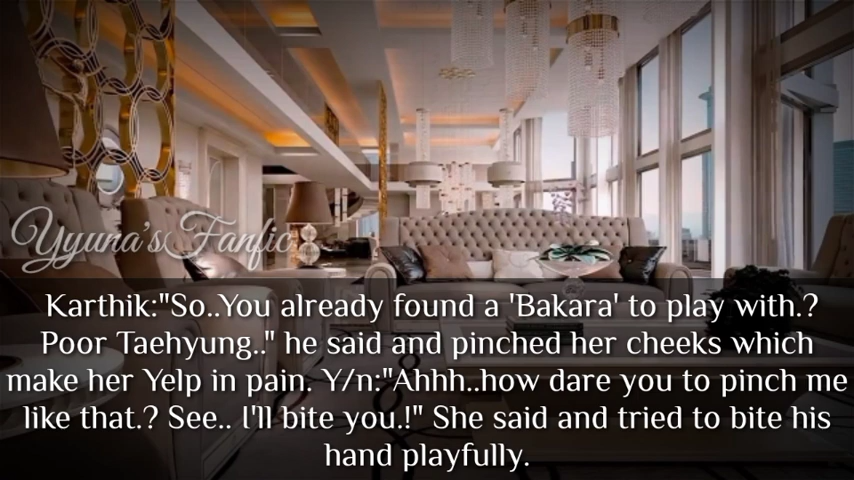 Yyuna's Fanfic
Karthik:"So..You already found a 'Bakara' to play with.?
Poor Taehyung.." he said and pinched her cheeks which
make her Yelp in pain. Y/n:"Ahhh..how dare you to pinch me
like that.? See.. I'll bite you.!" She said and tried to bite his
hand playfully.